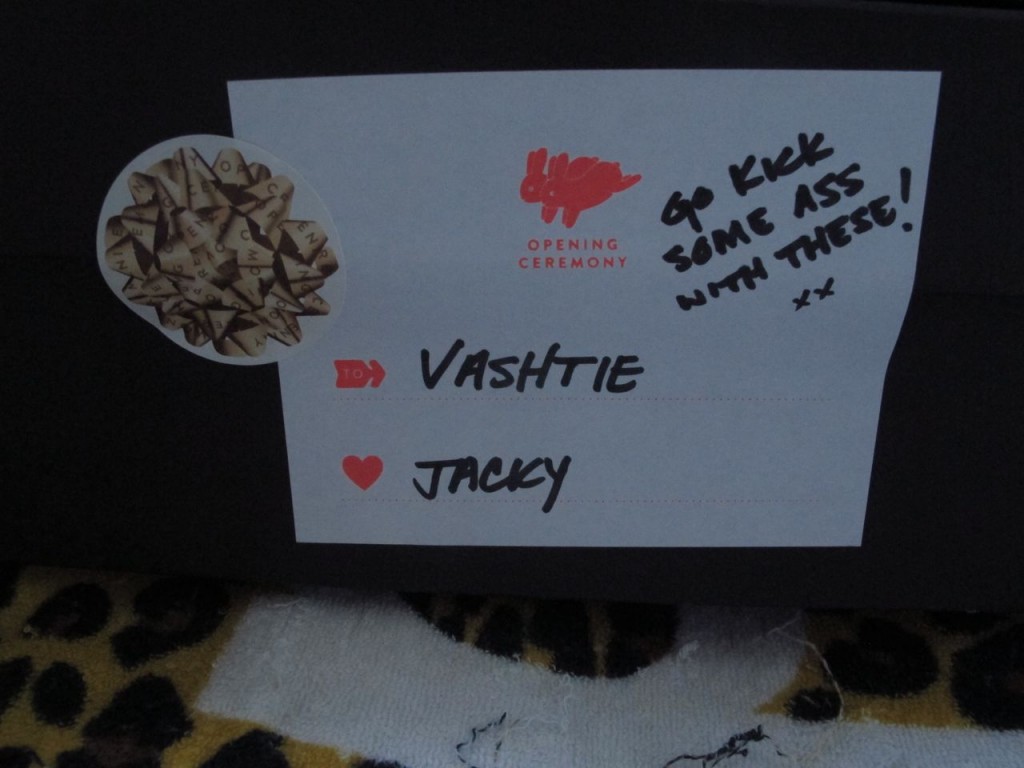 OPENING
CEREMONY
GO KICK
SOME ASS
WITH THESE!
xx
TO VASHTIE
JACKY